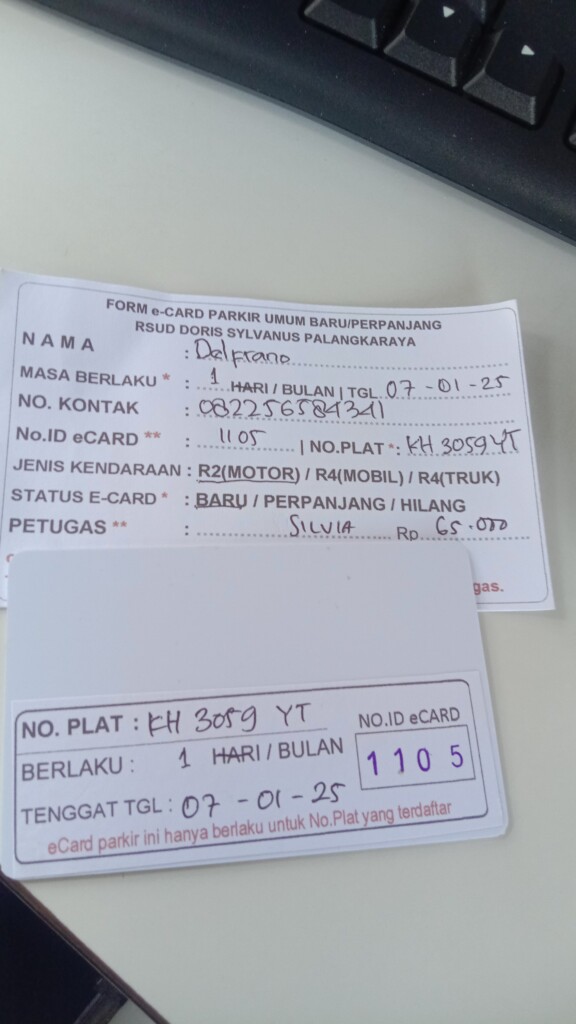 FORM e-CARD PARKIR UMUM BARU/PERPANJANG
RSUD DORIS SYLVANUS PALANGKARAYA
NAMA : Delprano
MASA BERLAKU * : 1 HARI / BULAN | TGL 07-01-25
NO. KONTAK : 082256584341
No.ID eCARD ** : 1105 | NO.PLAT *: KH 3059 YT
JENIS KENDARAAN : R2(MOTOR) / R4(MOBIL) / R4(TRUK)
STATUS E-CARD * : BARU / PERPANJANG / HILANG
PETUGAS ** : SILVIA Rp. 65.000
gas.
NO. PLAT : KH 3059 YT
NO.ID eCARD
BERLAKU : 1 HARI / BULAN
1105
TENGGAT TGL : 07-01-25
eCard parkir ini hanya berlaku untuk No.Plat yang terdaftar